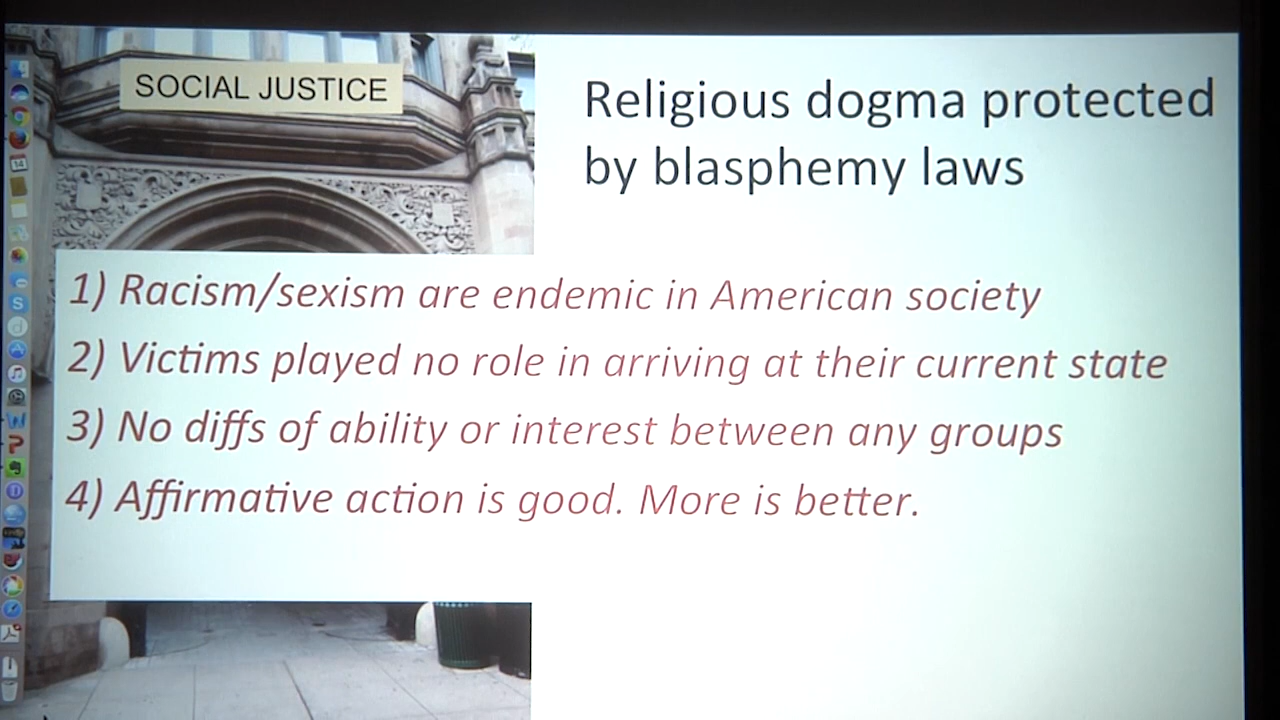 SOCIAL JUSTICE
Religious dogma protected
by blasphemy laws
1) Racism/sexism are endemic in American society
2) Victims played no role in arriving at their current state
3) No diffs of ability or interest between any groups
4) Affirmative action is good. More is better.
14